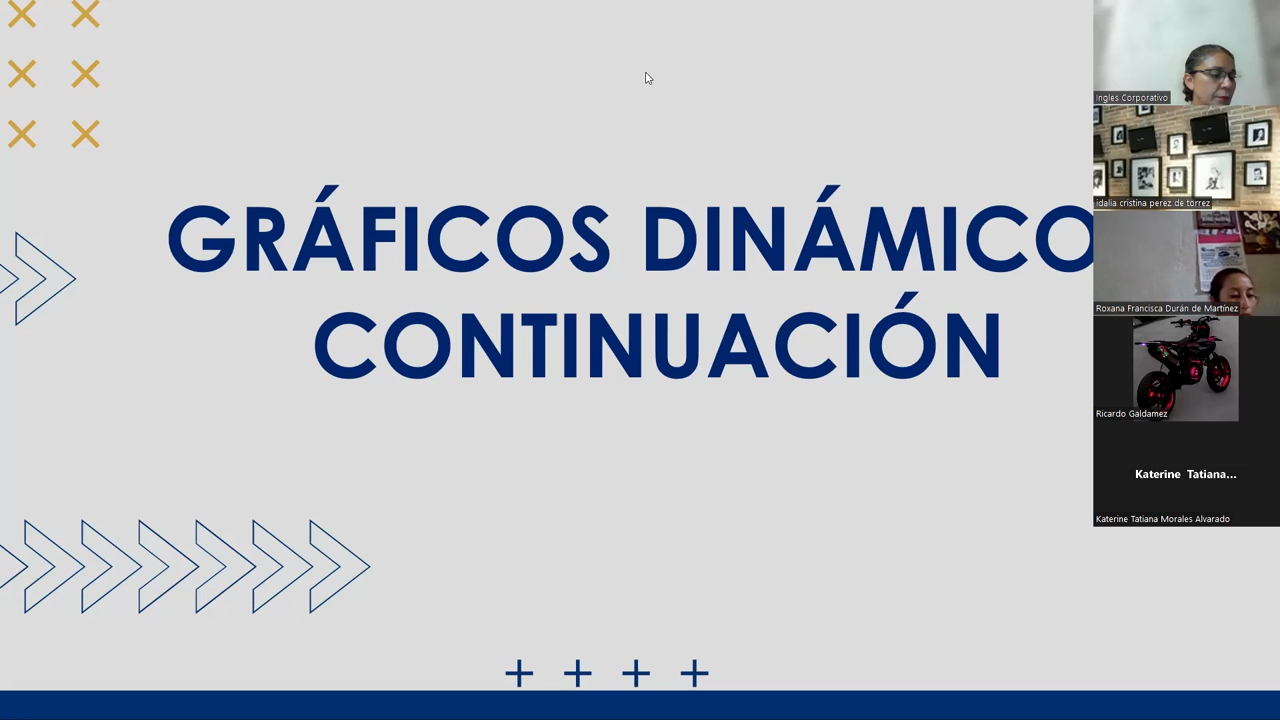 GRÁFICOS DINÁMICO
CONTINUACIÓN
Ingles Corporativo
idalia cristina perez de torrez
Roxana Francisca Durán de Martínez
Ricardo Galdamez
Katerine Tatiana...
Katerine Tatiana Morales Alvarado